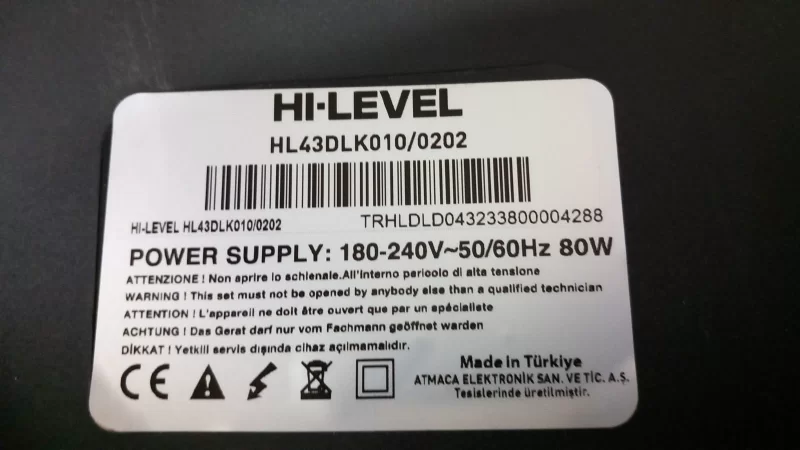 HI-LEVEL
HL43DLK010/0202
HI-LEVEL HL43DLK010/0202 TRHLDLD043233800004288
POWER SUPPLY: 180-240V~50/60Hz 80W
ATTENZIONE ! Non aprire lo schienale.All'interno pericolo di alta tensione
WARNING ! This set must not be opened by anybody else than a qualified technician
ATTENTION ! L'appareil ne doit être ouvert que par un spécialiste
ACHTUNG ! Das Gerat darf nur vom Fachmann geöffnet warden
DİKKAT ! Yetkili servis dışında cihaz açılmamalıdır.
CE
Made In Türkiye
ATMACA ELEKTRONİK SAN. VE TİC. A.Ş.
Tesislerinde üretilmiştir.